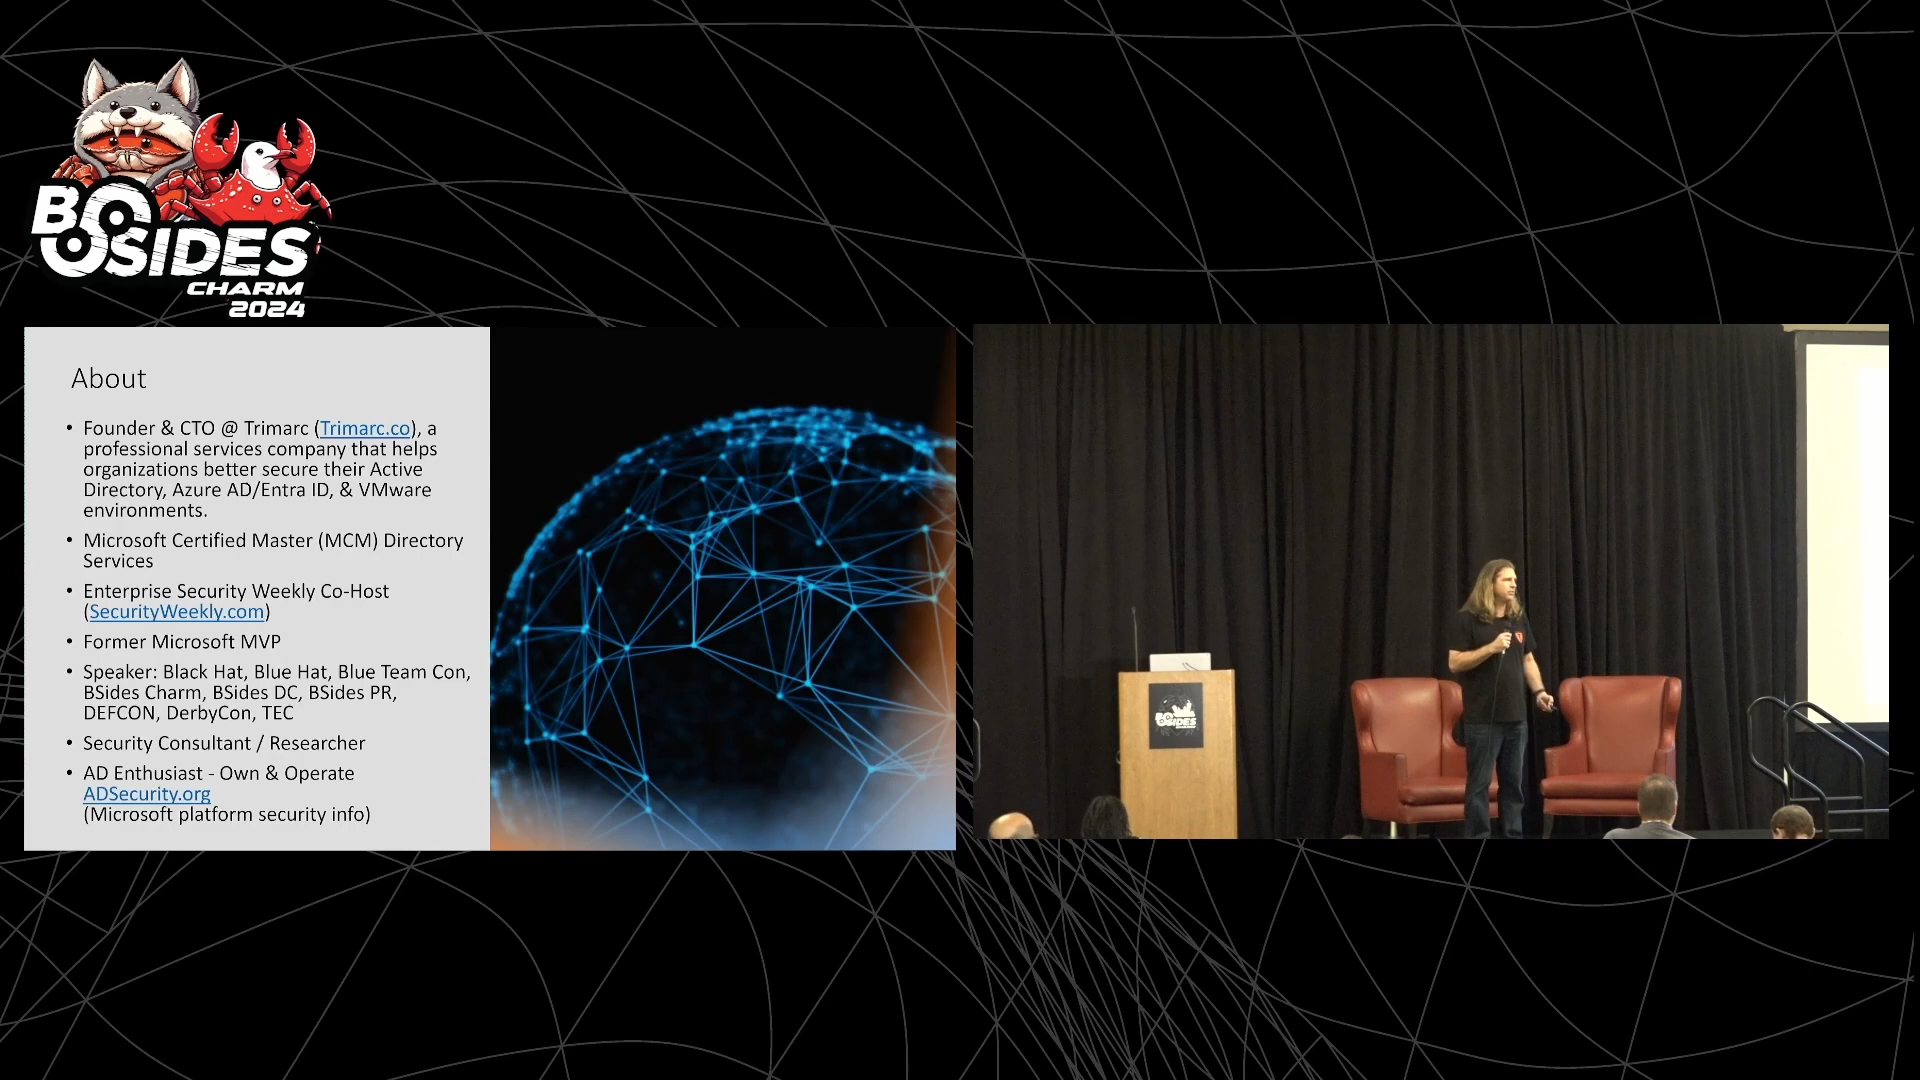 BSIDES
CHARM
2024
About
• Founder & CTO @ Trimarc (Trimarc.co), a
professional services company that helps
organizations better secure their Active
Directory, Azure AD/Entra ID, & VMware
environments.
• Microsoft Certified Master (MCM) Directory
Services
• Enterprise Security Weekly Co-Host
(SecurityWeekly.com)
• Former Microsoft MVP
• Speaker: Black Hat, Blue Hat, Blue Team Con,
BSides Charm, BSides DC, BSides PR,
DEFCON, DerbyCon, TEC
• Security Consultant / Researcher
• AD Enthusiast - Own & Operate
ADSecurity.org
(Microsoft platform security info)
BSIDES